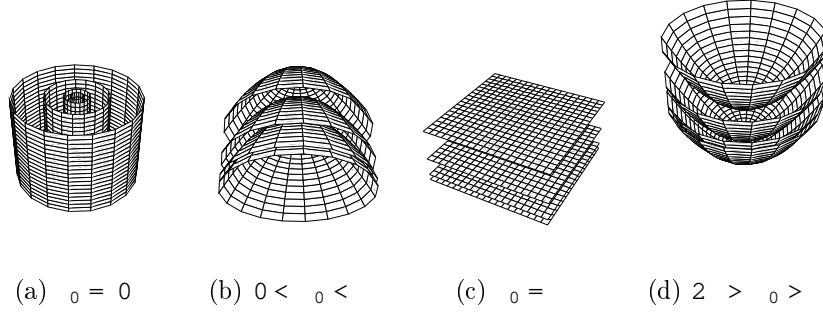 (a) ₀ = 0 (b) 0 < ₀ < (c) ₀ = (d) 2 > ₀ >